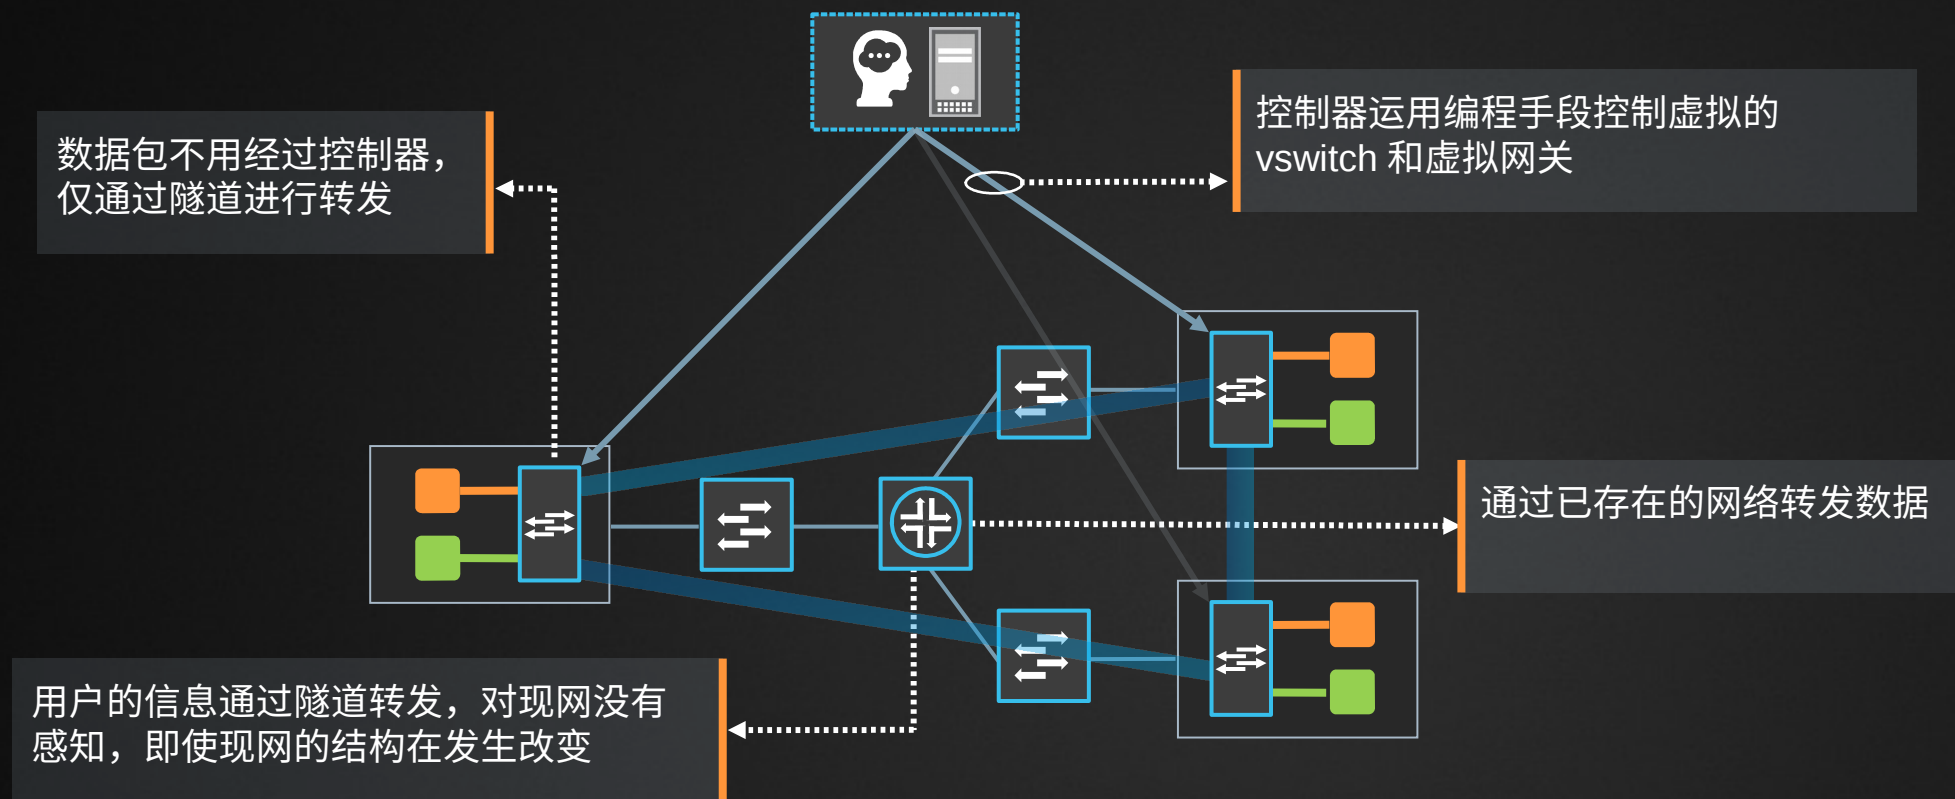 控制器运用编程手段控制虚拟的
vswitch 和虚拟网关
数据包不用经过控制器，
仅通过隧道进行转发
通过已存在的网络转发数据
用户的信息通过隧道转发，对现网没有
感知，即使现网的结构在发生改变